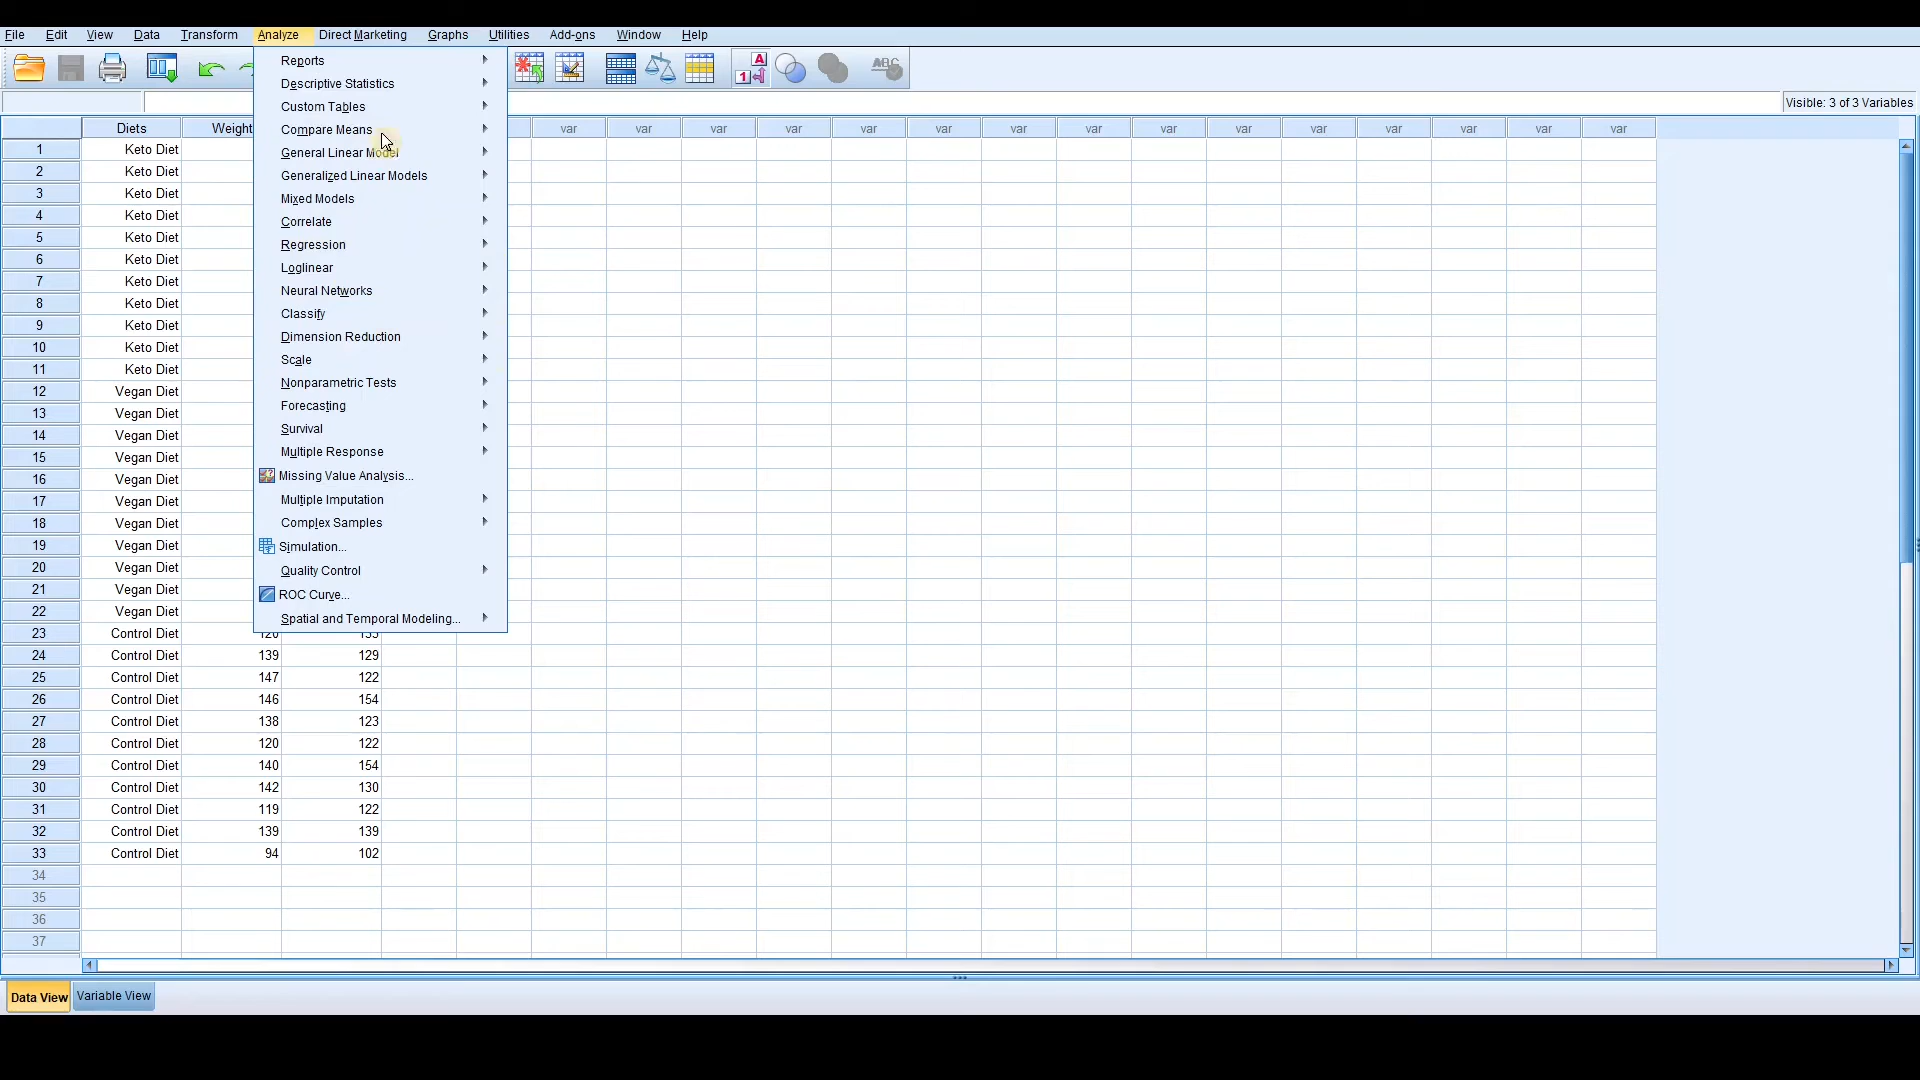 File Edit View Data Transform Analyze Direct Marketing Graphs Utilities Add-ons Window Help
Visible: 3 of 3 Variables
Diets Weight var var var var var var var var var var var var var var var
Reports
Descriptive Statistics
Custom Tables
Compare Means
General Linear Model
Generalized Linear Models
Mixed Models
Correlate
Regression
Loglinear
Neural Networks
Classify
Dimension Reduction
Scale
Nonparametric Tests
Forecasting
Survival
Multiple Response
Missing Value Analysis...
Multiple Imputation
Complex Samples
Simulation...
Quality Control
ROC Curve...
Spatial and Temporal Modeling...
1 Keto Diet
2 Keto Diet
3 Keto Diet
4 Keto Diet
5 Keto Diet
6 Keto Diet
7 Keto Diet
8 Keto Diet
9 Keto Diet
10 Keto Diet
11 Keto Diet
12 Vegan Diet
13 Vegan Diet
14 Vegan Diet
15 Vegan Diet
16 Vegan Diet
17 Vegan Diet
18 Vegan Diet
19 Vegan Diet
20 Vegan Diet
21 Vegan Diet
22 Vegan Diet
23 Control Diet
24 Control Diet 139 129
25 Control Diet 147 122
26 Control Diet 146 154
27 Control Diet 138 123
28 Control Diet 120 122
29 Control Diet 140 154
30 Control Diet 142 130
31 Control Diet 119 122
32 Control Diet 139 139
33 Control Diet 94 102
34
35
36
37
Data View Variable View